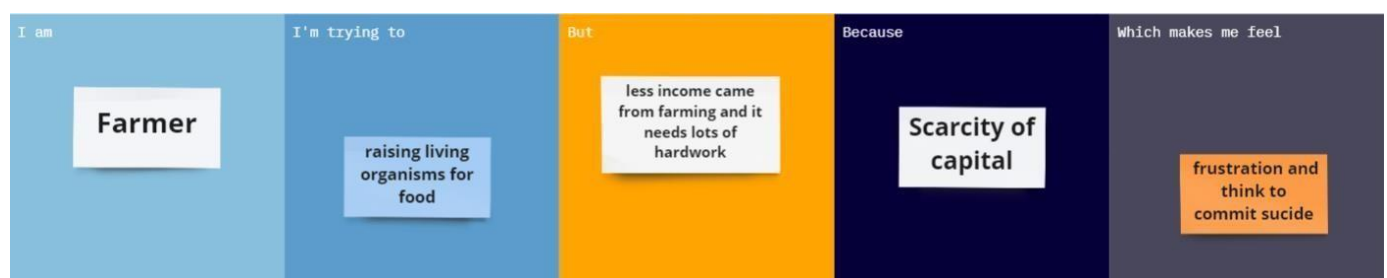 I am
Farmer
I'm trying to
raising living
organisms for
food
But
less income came
from farming and it
needs lots of
hardwork
Because
Scarcity of
capital
Which makes me feel
frustration and
think to
commit sucide